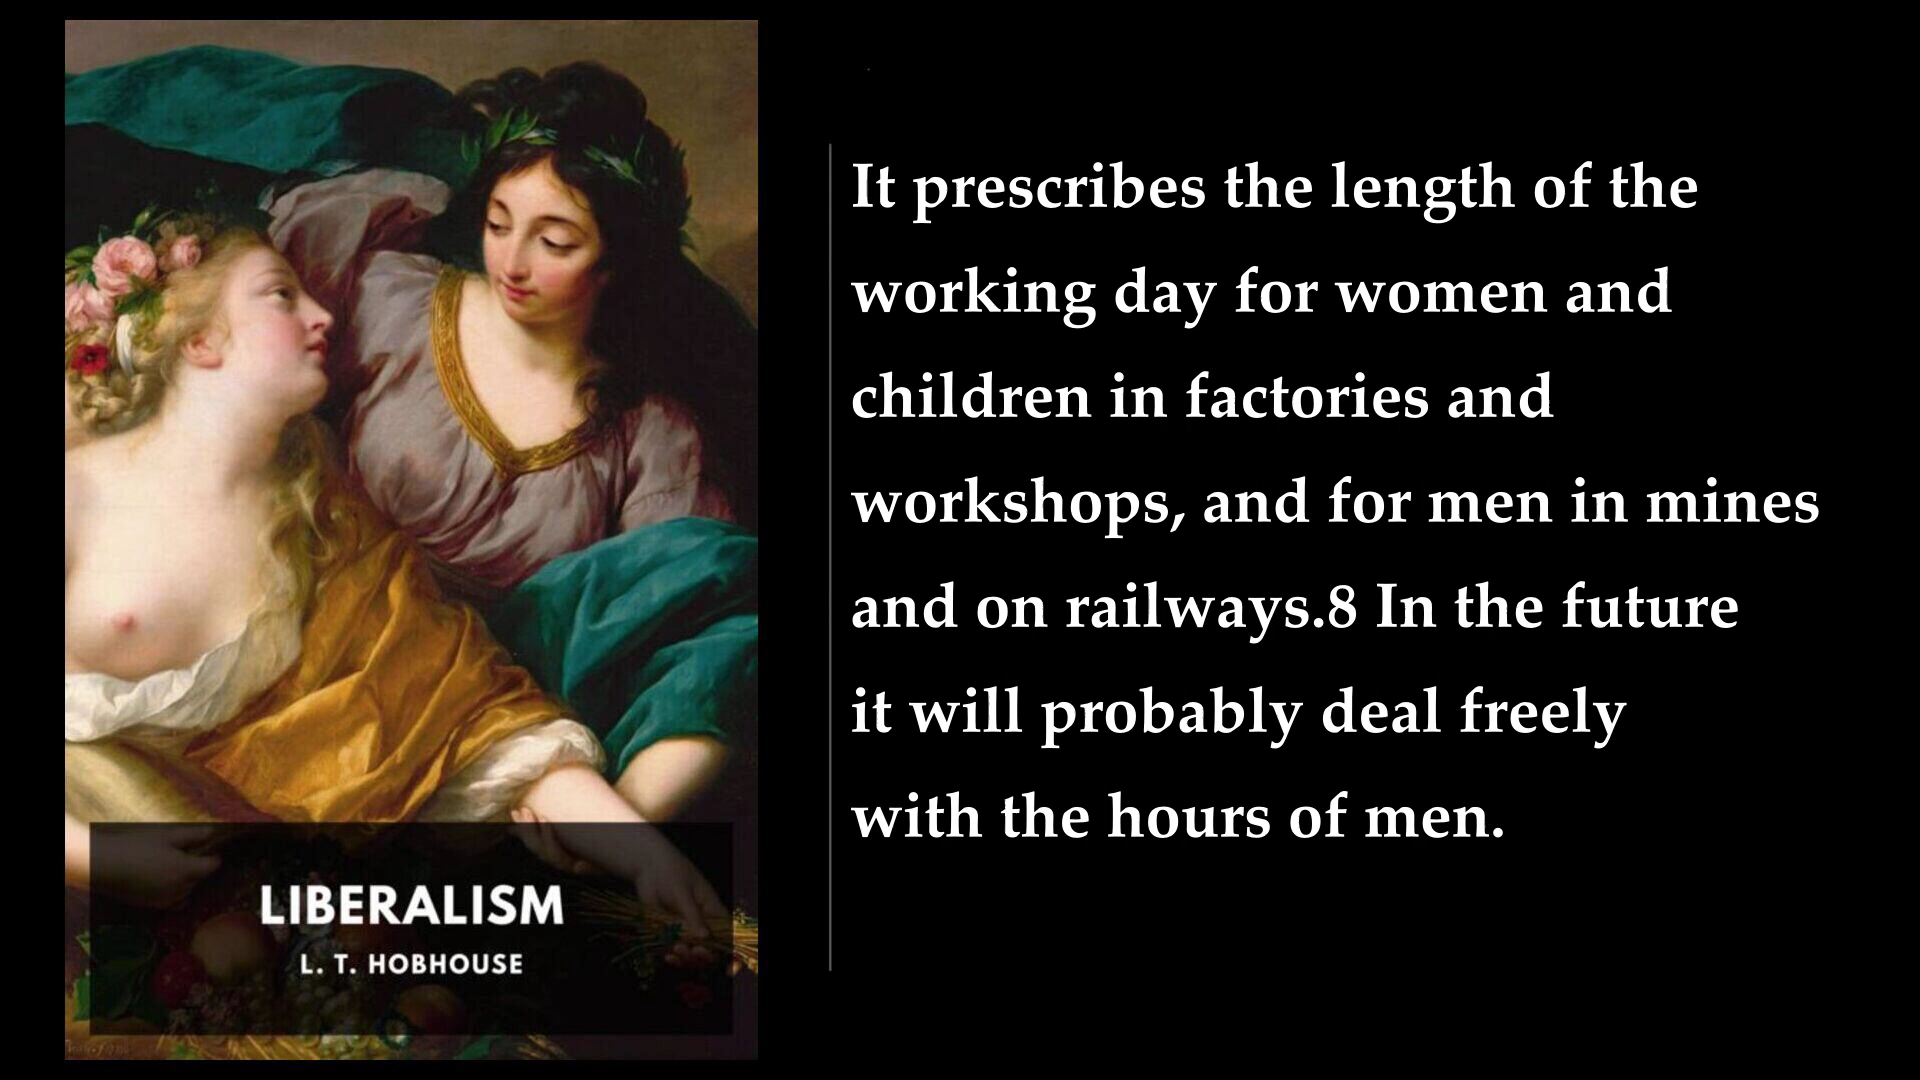 It prescribes the length of the
working day for women and
children in factories and
workshops, and for men in mines
and on railways.8 In the future
it will probably deal freely
with the hours of men.
LIBERALISM
L. T. HOBHOUSE